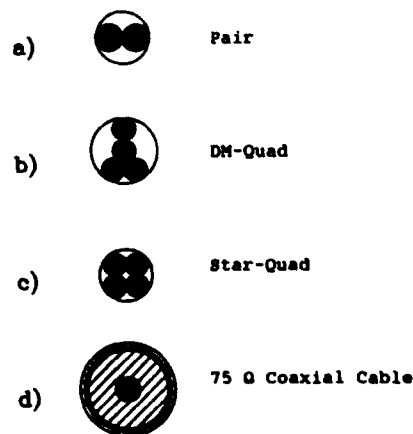 a) Pair
b) DM-Quad
c) Star-Quad
d) 75 Ω Coaxial Cable